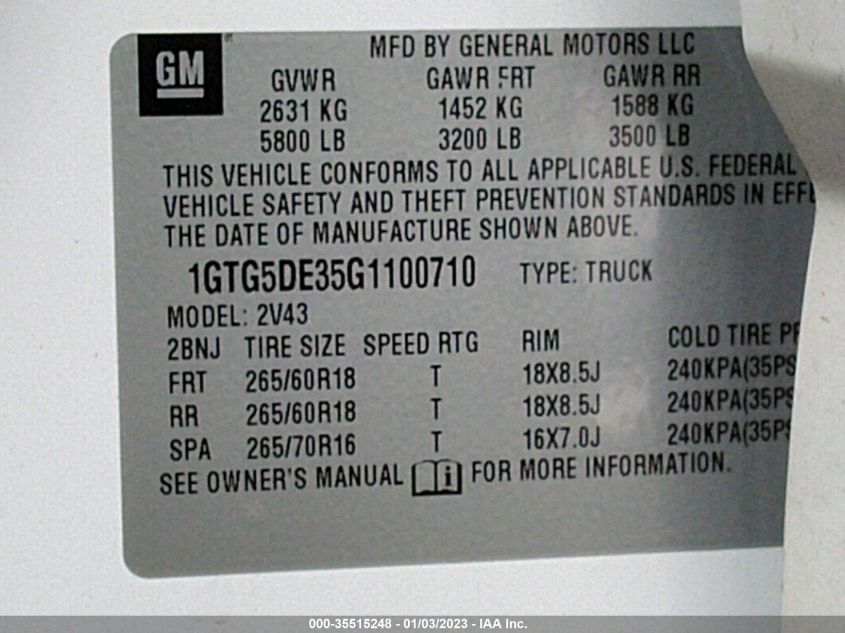 GM MFD BY GENERAL MOTORS LLC
GVWR GAWR FRT GAWR RR
2631 KG 1452 KG 1588 KG
5800 LB 3200 LB 3500 LB
THIS VEHICLE CONFORMS TO ALL APPLICABLE U.S. FEDERAL
VEHICLE SAFETY AND THEFT PREVENTION STANDARDS IN
THE DATE OF MANUFACTURE SHOWN ABOVE.
1GTG5DE35G1100710 TYPE: TRUCK
MODEL: 2V43
2BNJ TIRE SIZE SPEED RTG RIM COLD TIRE
FRT 265/60R18 T 18X8.5J 240KPA(35PS
RR 265/60R18 T 18X8.5J 240KPA(35PS
SPA 265/70R16 T 16X7.0J 240KPA(35PS
SEE OWNER'S MANUAL i FOR MORE INFORMATION.
000-35515248 - 01/03/2023 - IAA Inc.